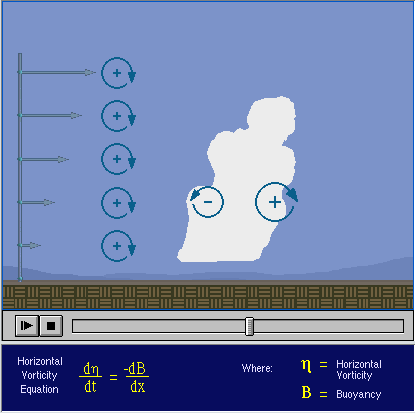 +
+
+
+
+
- +
Horizontal
Vorticity
Equation
dη/dt = -dB/dx
Where:
η = Horizontal
Vorticity
B = Buoyancy